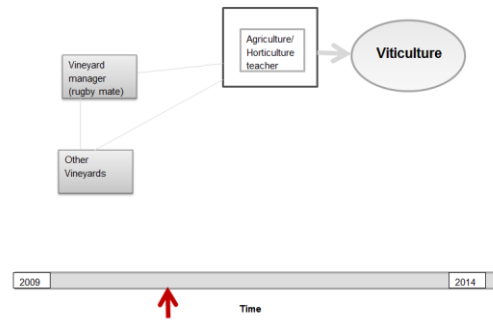 Agriculture/
Horticulture
teacher
Viticulture
Vineyard
manager
(rugby mate)
Other
Vineyards
2009
2014
Time